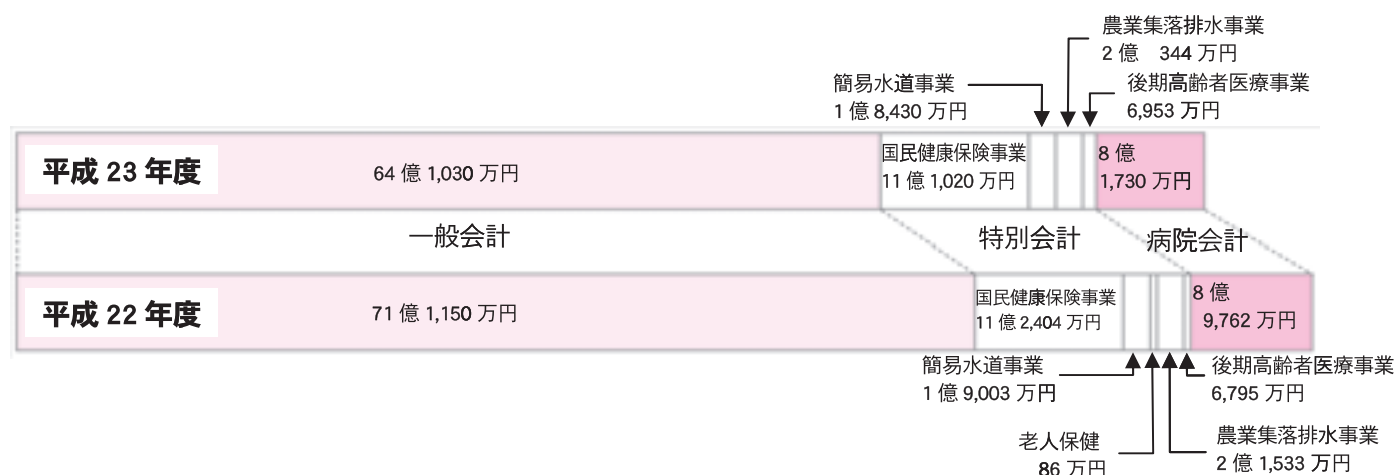 農業集落排水事業
2 億 344 万円
簡易水道事業
1 億 8,430 万円
後期高齢者医療事業
6,953 万円
平成 23 年度
64 億 1,030 万円
国民健康保険事業
11 億 1,020 万円
8 億
1,730 万円
一般会計
特別会計
病院会計
平成 22 年度
71 億 1,150 万円
国民健康保険事業
11 億 2,404 万円
8 億
9,762 万円
簡易水道事業
1 億 9,003 万円
後期高齢者医療事業
6,795 万円
老人保健
86 万円
農業集落排水事業
2 億 1,533 万円